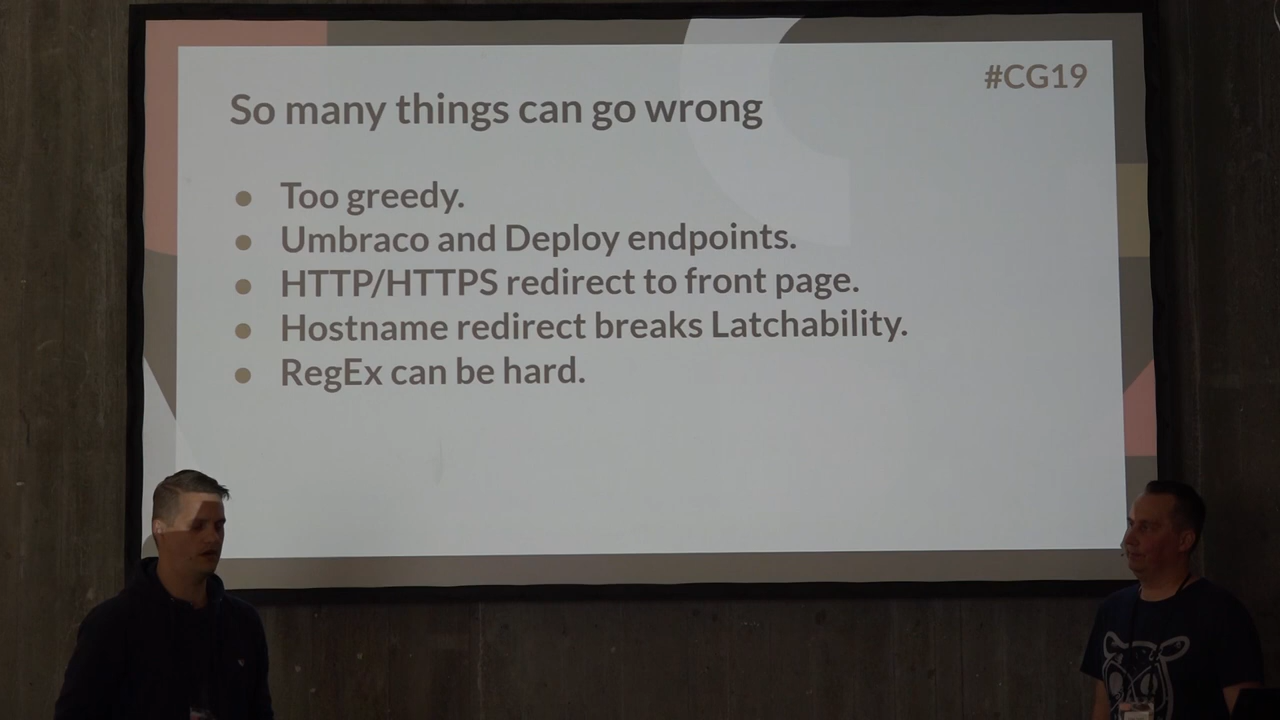 #CG19
So many things can go wrong
● Too greedy.
● Umbraco and Deploy endpoints.
● HTTP/HTTPS redirect to front page.
● Hostname redirect breaks Latchability.
● RegEx can be hard.